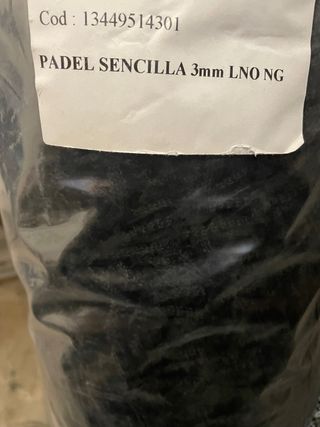 Cod : 13449514301
PADEL SENCILLA 3mm LNO NG